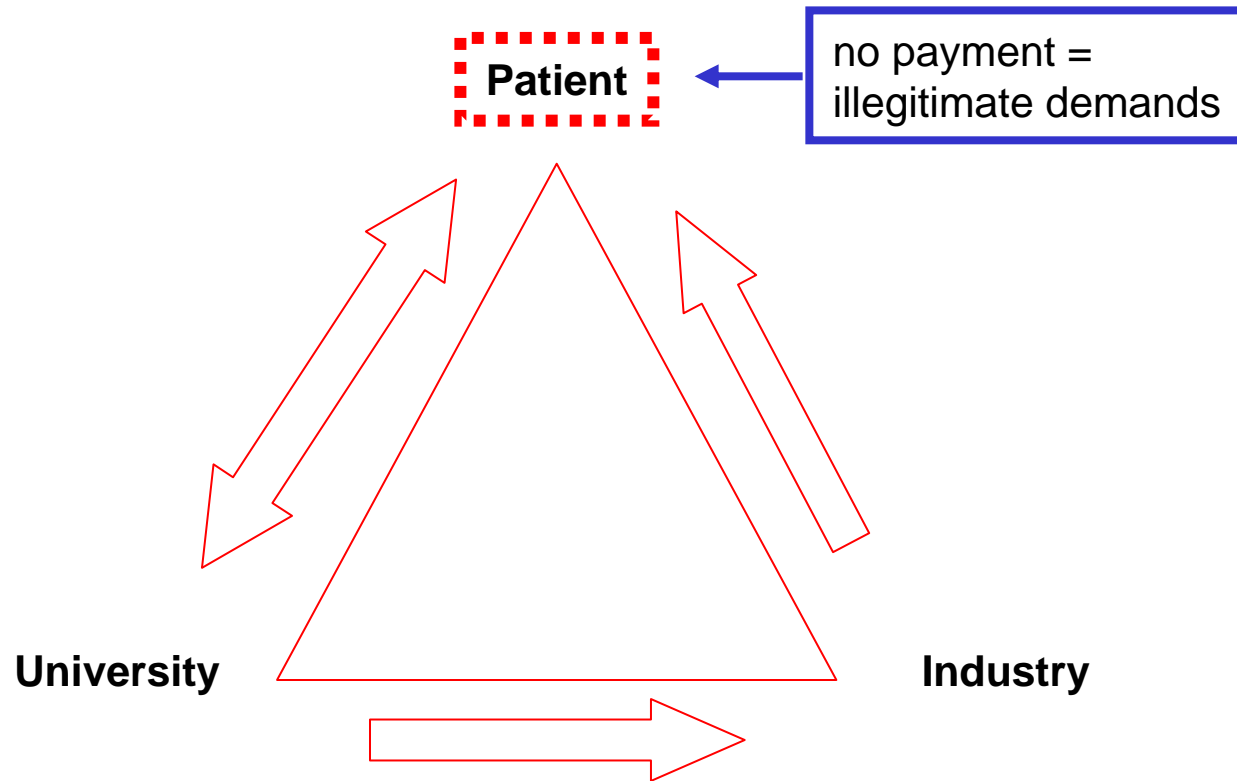 Patient
no payment =
illegitimate demands
University
Industry